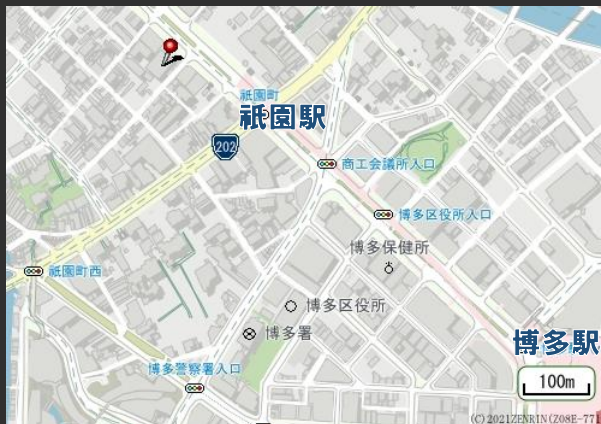 祇園町
祇園駅
202
商工会議所入口
博多区役所入口
博多保健所
祇園町西
博多区役所
博多署
博多駅
博多警察署入口
100m
(C)2021ZENRIN(Z08E-771